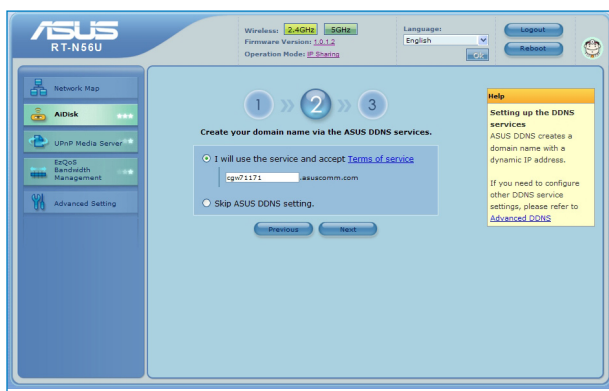 ASUS
RT-N56U
Wireless: 2.4GHz 5GHz
Firmware Version: 1.0.1.2
Operation Mode: IP Sharing
Language:
English
Logout
Reboot
Network Map
AiDisk
UPnP Media Server
EzQoS
Bandwidth
Management
Advanced Setting
1 » 2 » 3
Create your domain name via the ASUS DDNS services.
I will use the service and accept Terms of service
cgw71171 .asuscomm.com
Skip ASUS DDNS setting.
Previous Next
Help
Setting up the DDNS
services
ASUS DDNS creates a
domain name with a
dynamic IP address.
If you need to configure
other DDNS service
settings, please refer to
Advanced DDNS